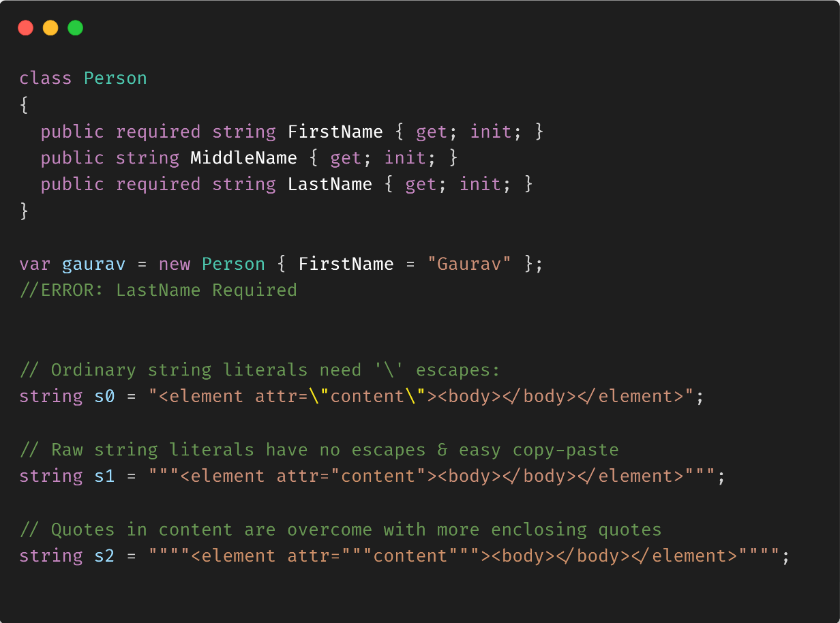 class Person
{
  public required string FirstName { get; init; }
  public string MiddleName { get; init; }
  public required string LastName { get; init; }
}
var gaurav = new Person { FirstName = "Gaurav" };
//ERROR: LastName Required
// Ordinary string literals need '\' escapes:
string s0 = "<element attr=\"content\"><body></body></element>";
// Raw string literals have no escapes & easy copy-paste
string s1 = """<element attr="content"><body></body></element>""";
// Quotes in content are overcome with more enclosing quotes
string s2 = """"<element attr="""content"""><body></body></element>"""";